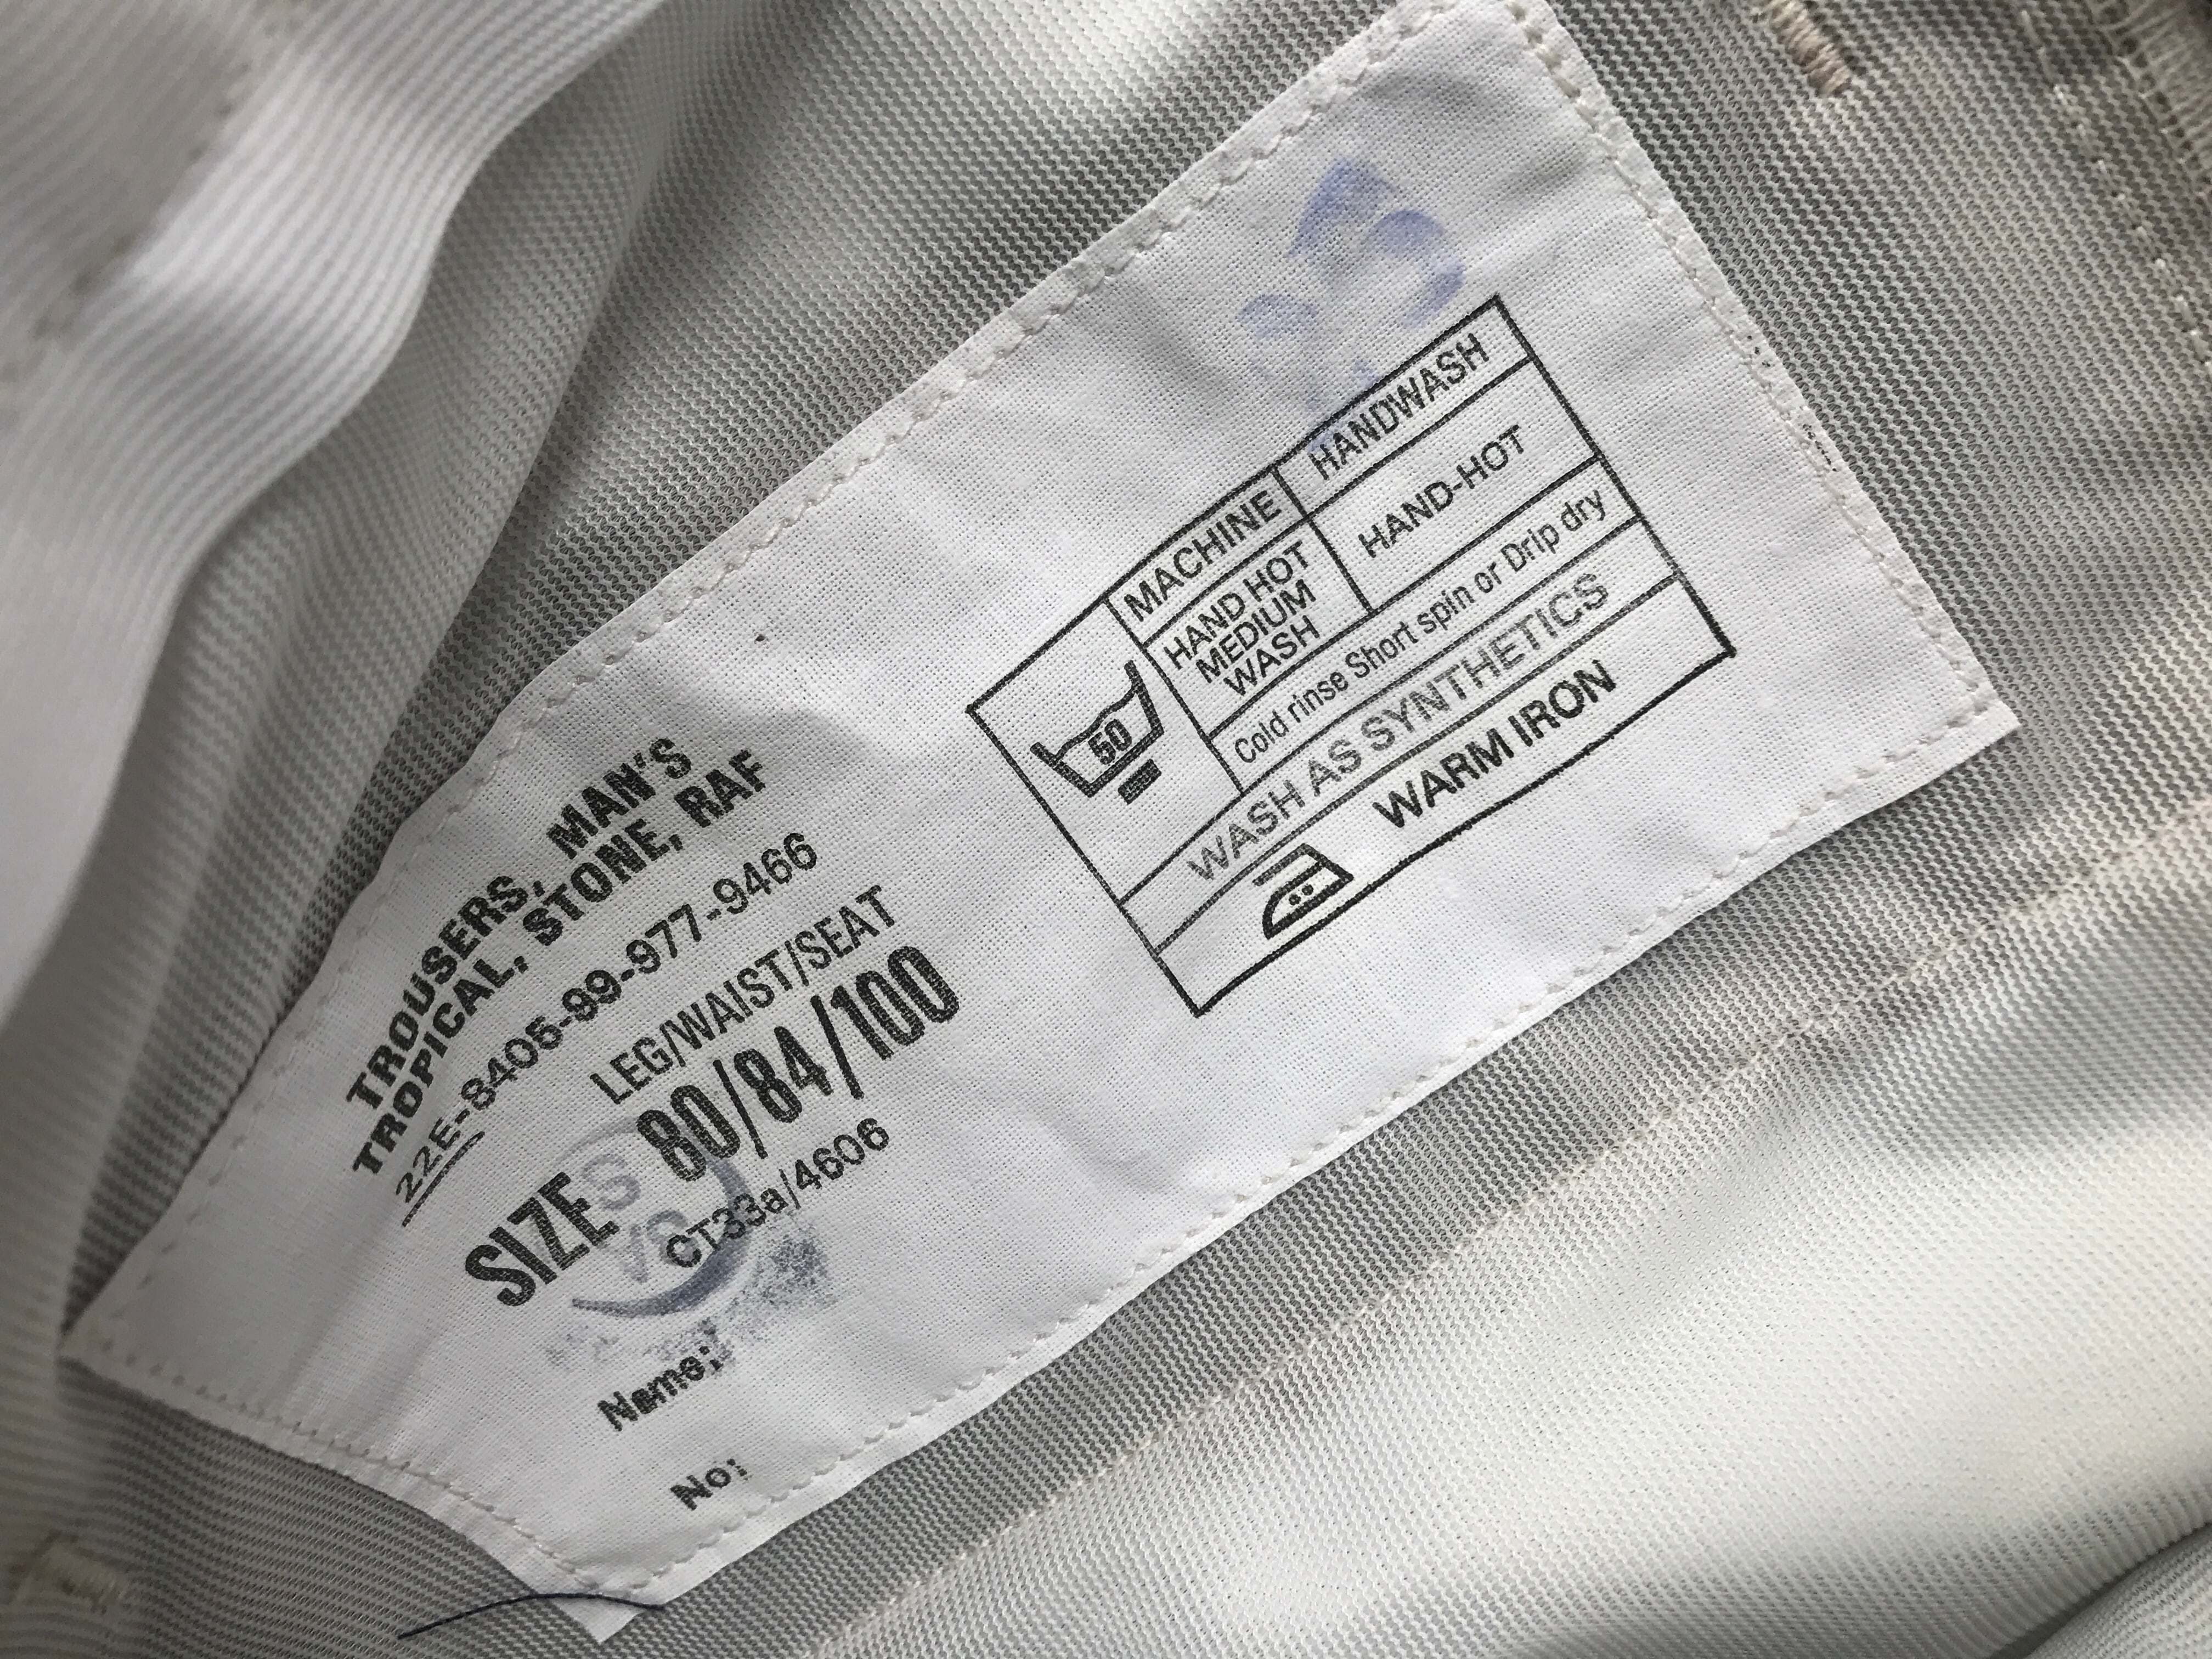 TROUSERS, MAN'S
TROPICAL, STONE, RAF
22E-8405-99-977-9466
LEG/WAIST/SEAT
SIZE 80/84/100
CT33a/4606
S
Name;
No:
MACHINE HANDWASH
50
HAND HOT
MEDIUM
WASH
HAND-HOT
Cold rinse Short spin or Drip dry
WASH AS SYNTHETICS
WARM IRON